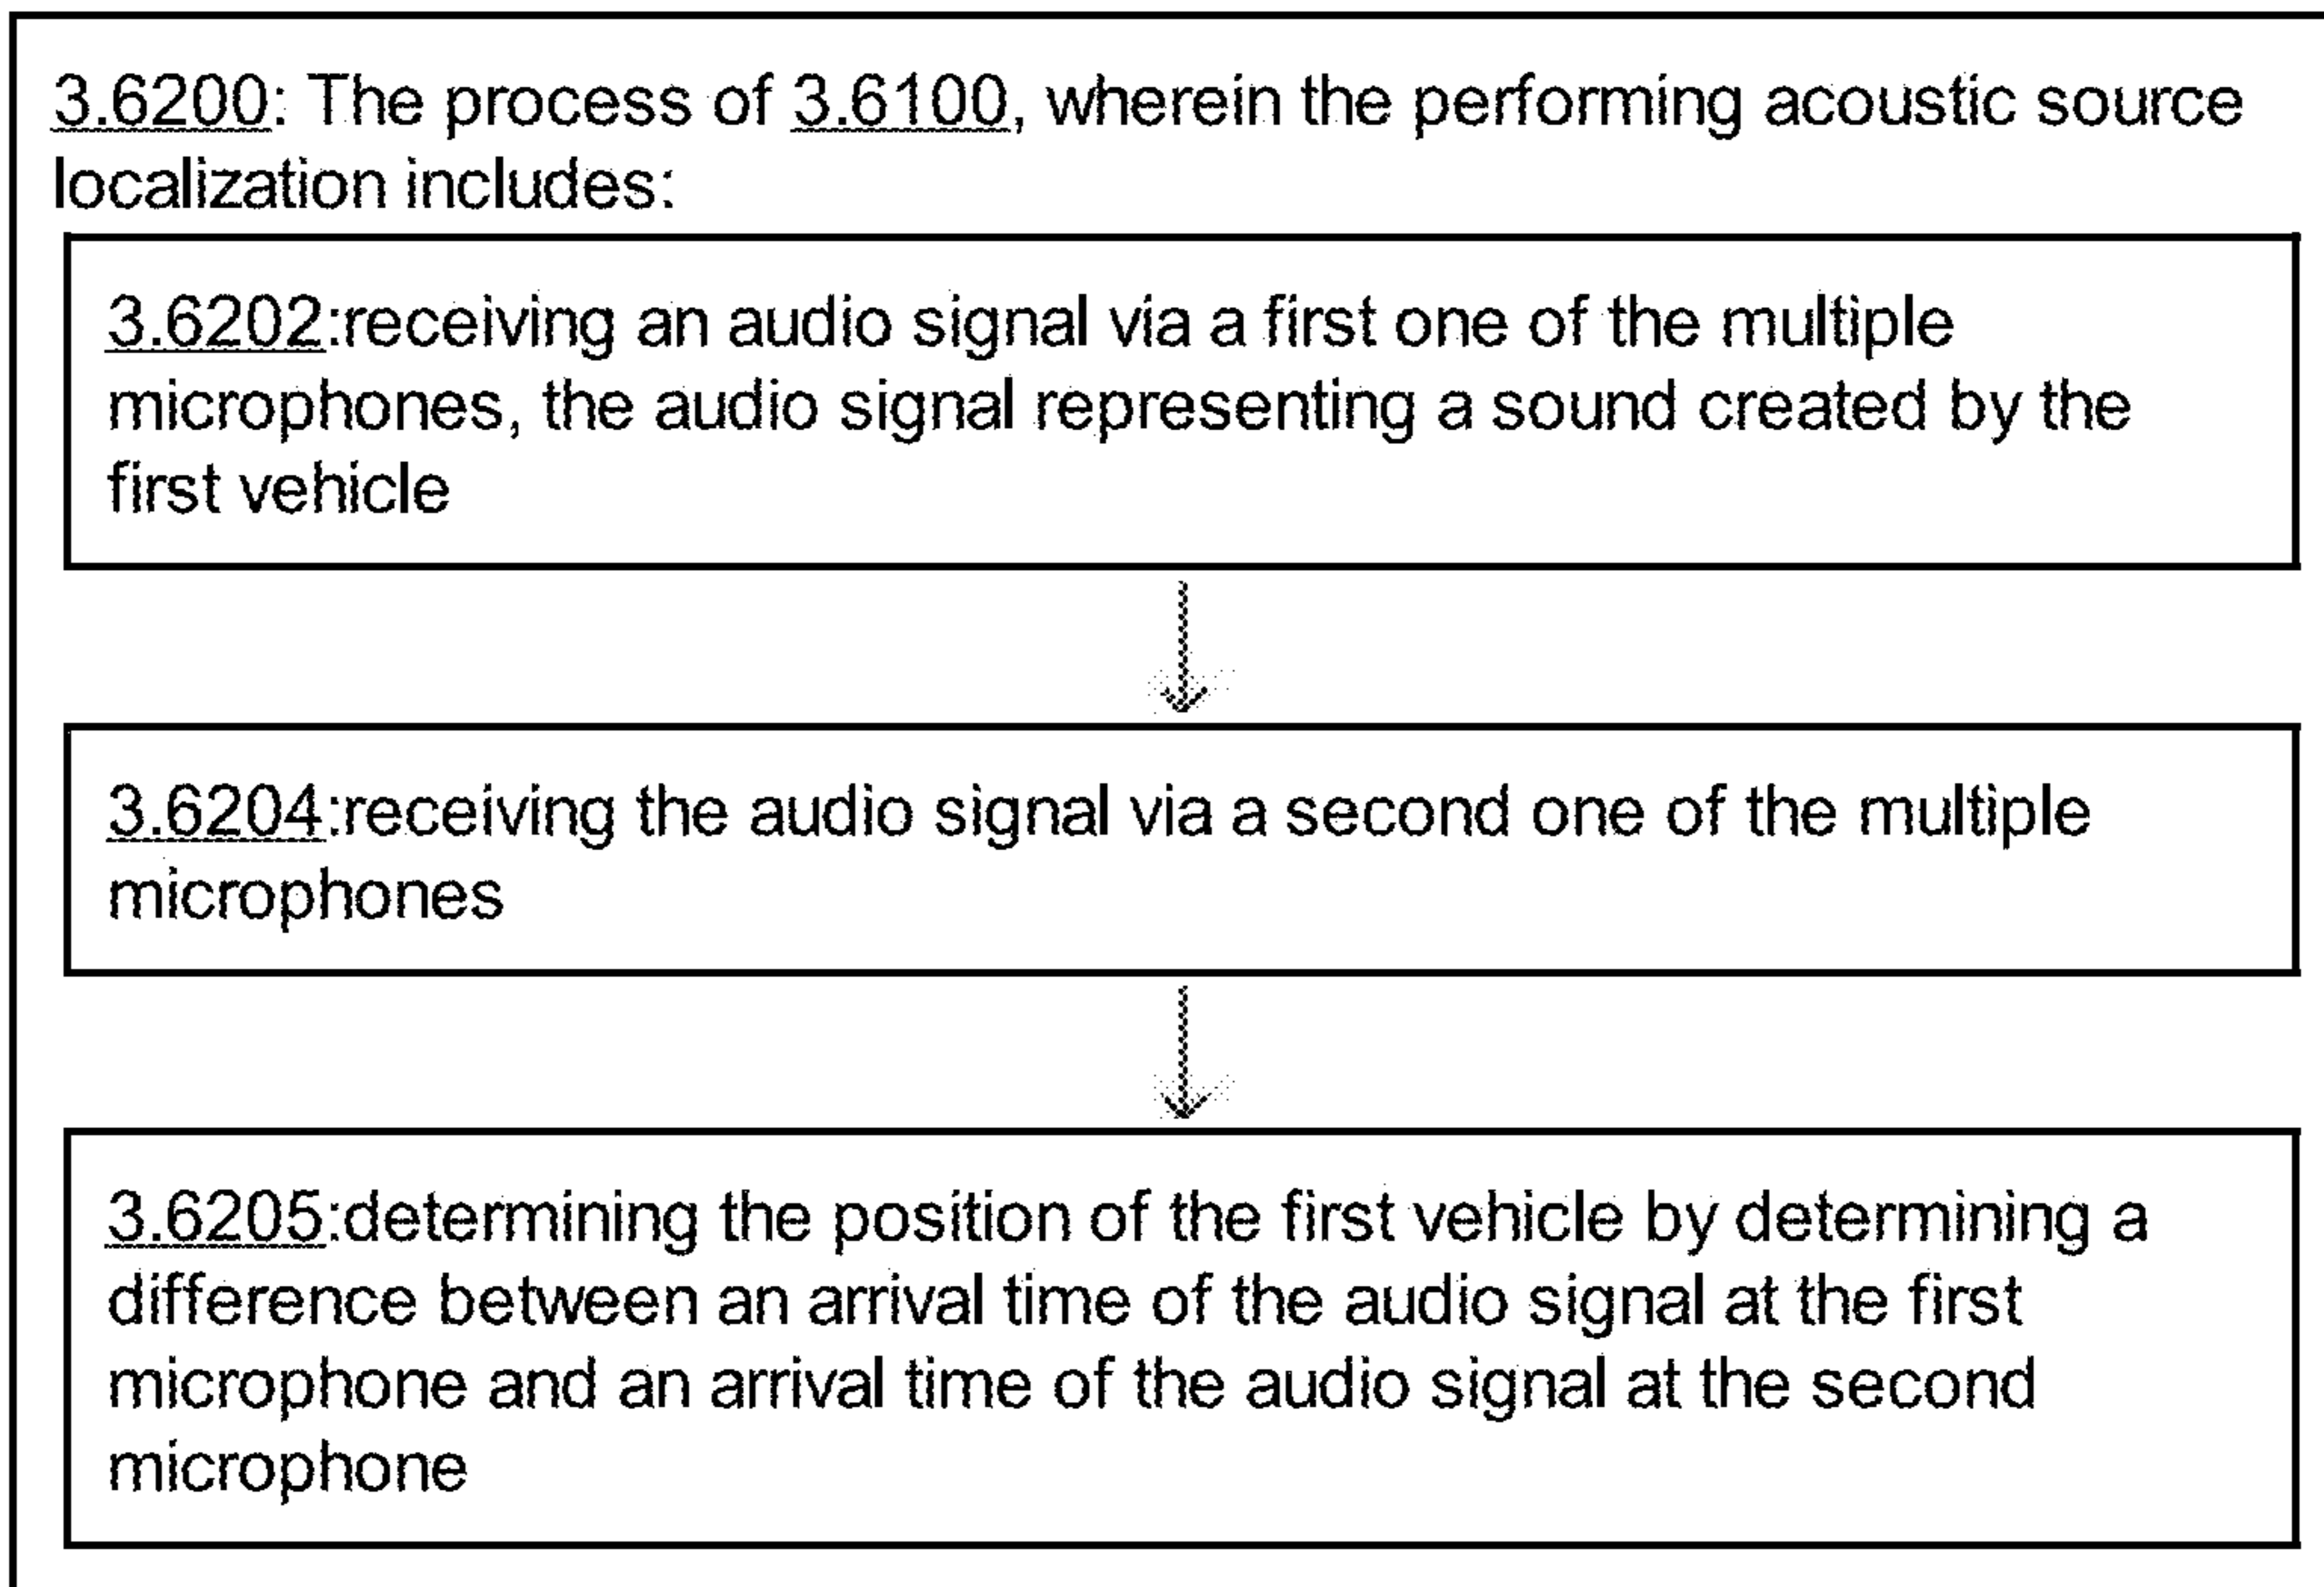 3.6200: The process of 3.6100, wherein the performing acoustic source
localization includes:
3.6202:receiving an audio signal via a first one of the multiple
microphones, the audio signal representing a sound created by the
first vehicle
3.6204:receiving the audio signal via a second one of the multiple
microphones
3.6205:determining the position of the first vehicle by determining a
difference between an arrival time of the audio signal at the first
microphone and an arrival time of the audio signal at the second
microphone